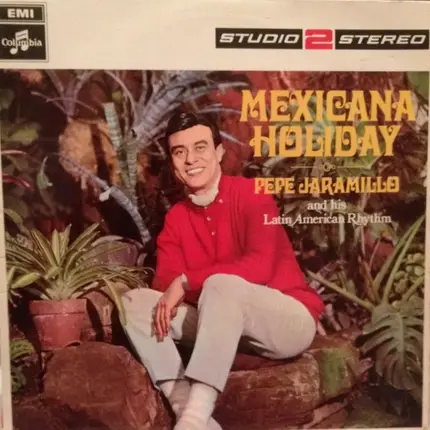 EMI
Columbia
STUDIO 2 STEREO
MEXICANA
HOLIDAY
PEPE JARAMILLO
and his
Latin American Rhythm